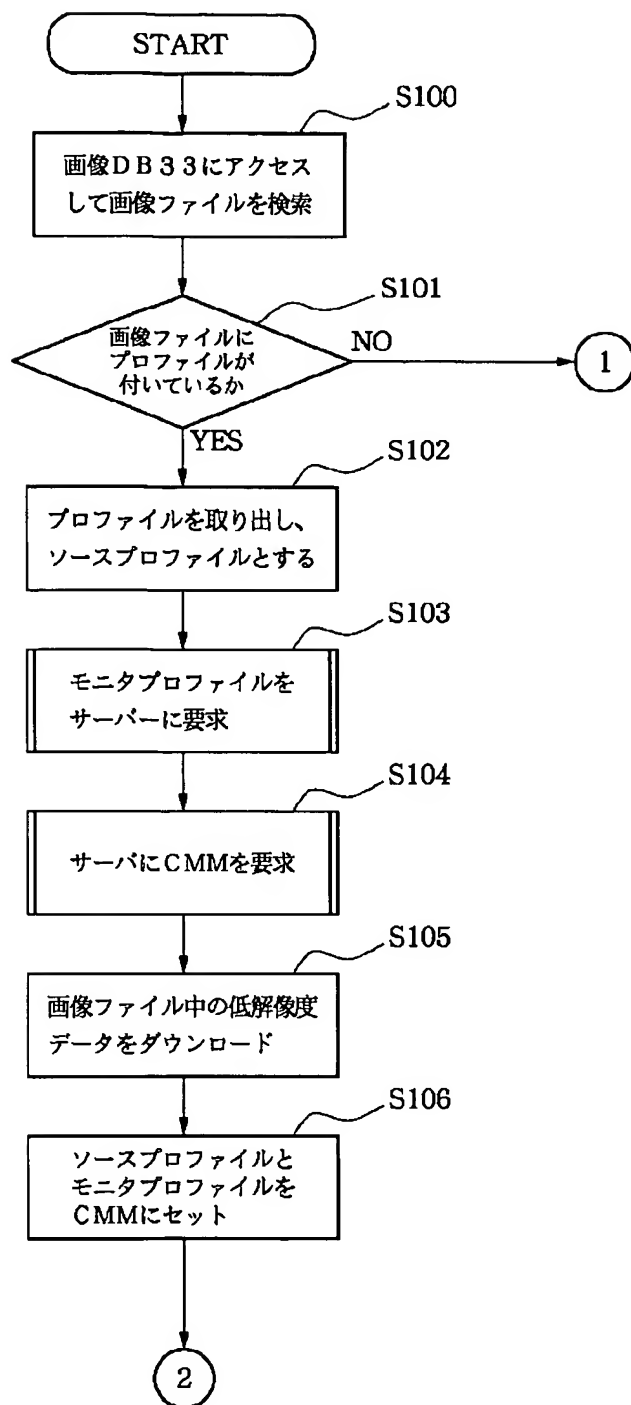 START
S100
画像DB33にアクセス
して画像ファイルを検索
S101
画像ファイルに
プロファイルが
付いているか
NO
1
YES
S102
プロファイルを取り出し、
ソースプロファイルとする
S103
モニタプロファイルを
サーバーに要求
S104
サーバにCMMを要求
S105
画像ファイル中の低解像度
データをダウンロード
S106
ソースプロファイルと
モニタプロファイルを
CMMにセット
2